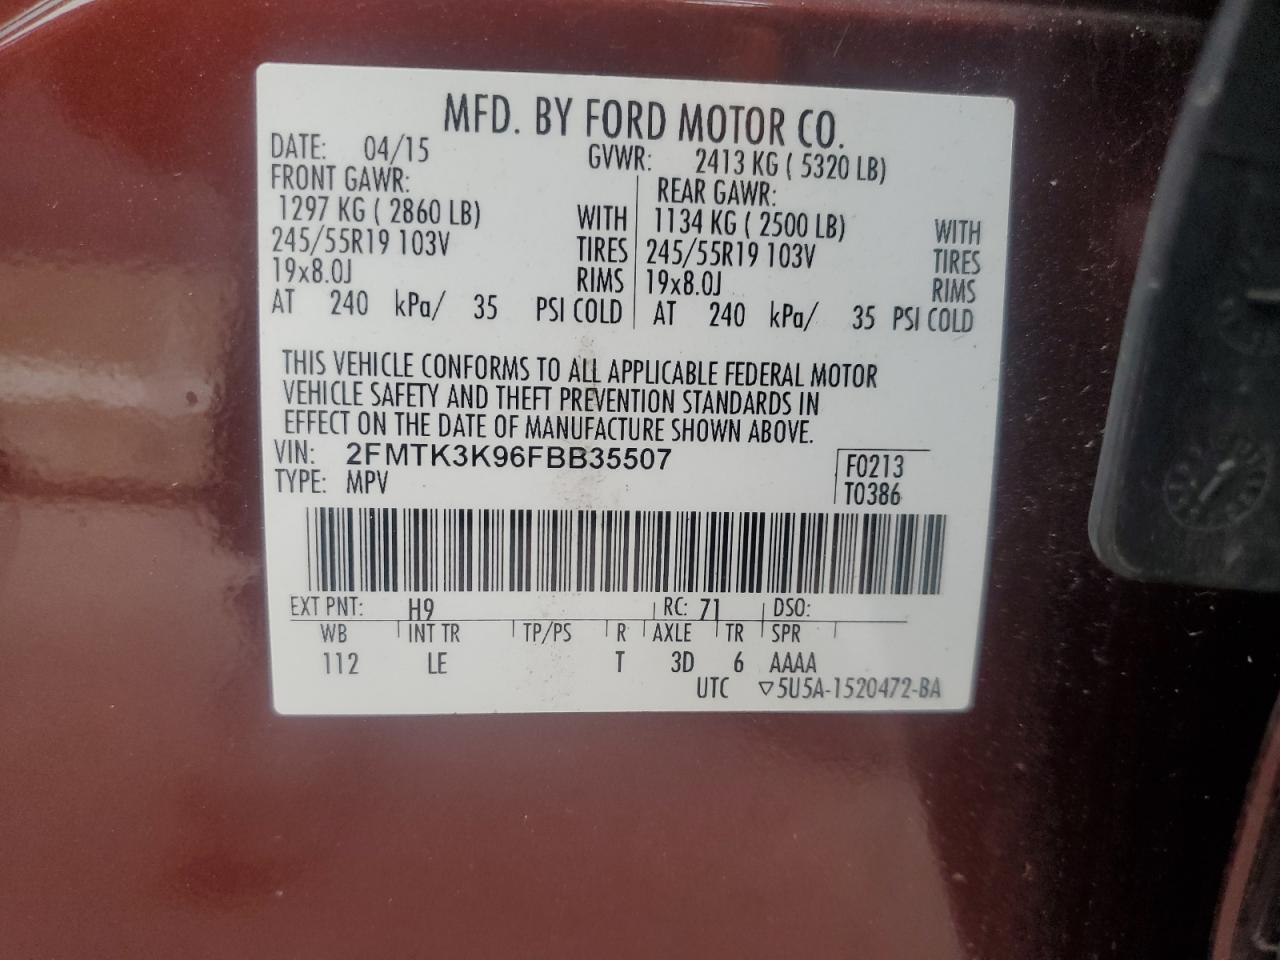 MFD. BY FORD MOTOR CO.
DATE: 04/15 GVWR: 2413 KG ( 5320 LB)
FRONT GAWR: REAR GAWR:
1297 KG ( 2860 LB) WITH 1134 KG ( 2500 LB) WITH
245/55R19 103V TIRES 245/55R19 103V TIRES
19x8.0J RIMS 19x8.0J RIMS
AT 240 kPa/ 35 PSI COLD AT 240 kPa/ 35 PSI COLD
THIS VEHICLE CONFORMS TO ALL APPLICABLE FEDERAL MOTOR
VEHICLE SAFETY AND THEFT PREVENTION STANDARDS IN
EFFECT ON THE DATE OF MANUFACTURE SHOWN ABOVE.
VIN: 2FMTK3K96FBB35507 F0213
TYPE: MPV T0386
EXT PNT: H9 RC: 71 DSO:
WB INT TR TP/PS R AXLE TR SPR
112 LE T 3D 6 AAAA
UTC ▽5U5A-1520472-BA